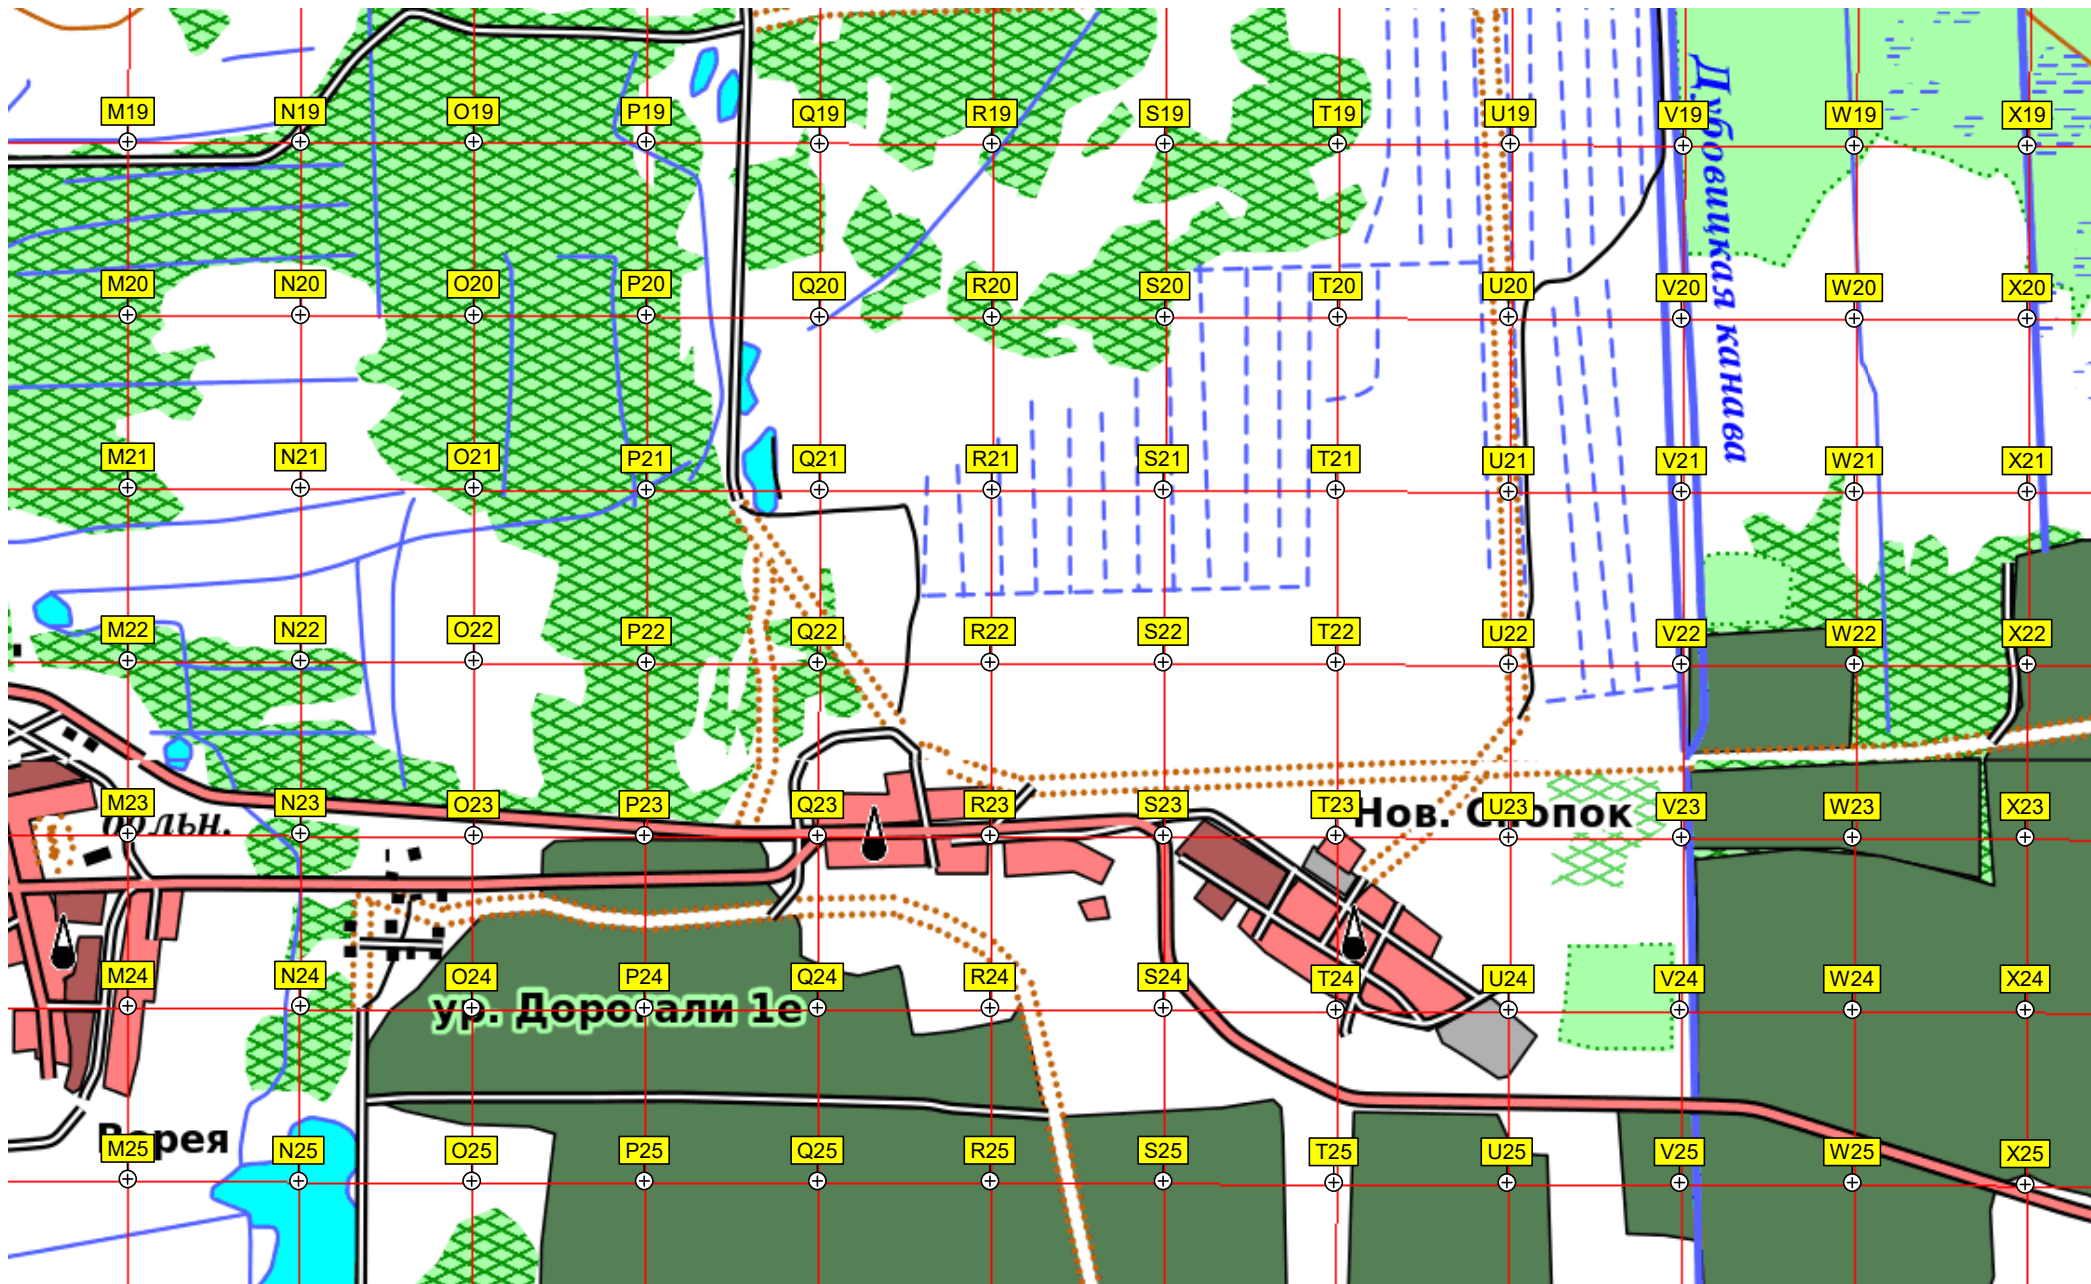 M19 N19 O19 P19 Q19 R19 S19 T19 U19 V19 W19 X19
Дубовицкая канава
M20 N20 O20 P20 Q20 R20 S20 T20 U20 V20 W20 X20
M21 N21 O21 P21 Q21 R21 S21 T21 U21 V21 W21 X21
M22 N22 O22 P22 Q22 R22 S22 T22 U22 V22 W22 X22
M23 N23 O23 P23 Q23 R23 S23 T23 U23 V23 W23 X23
больн.
Нов. Снопок
M24 N24 O24 P24 Q24 R24 S24 T24 U24 V24 W24 X24
ур. Дорогали 1е
Верея
M25 N25 O25 P25 Q25 R25 S25 T25 U25 V25 W25 X25